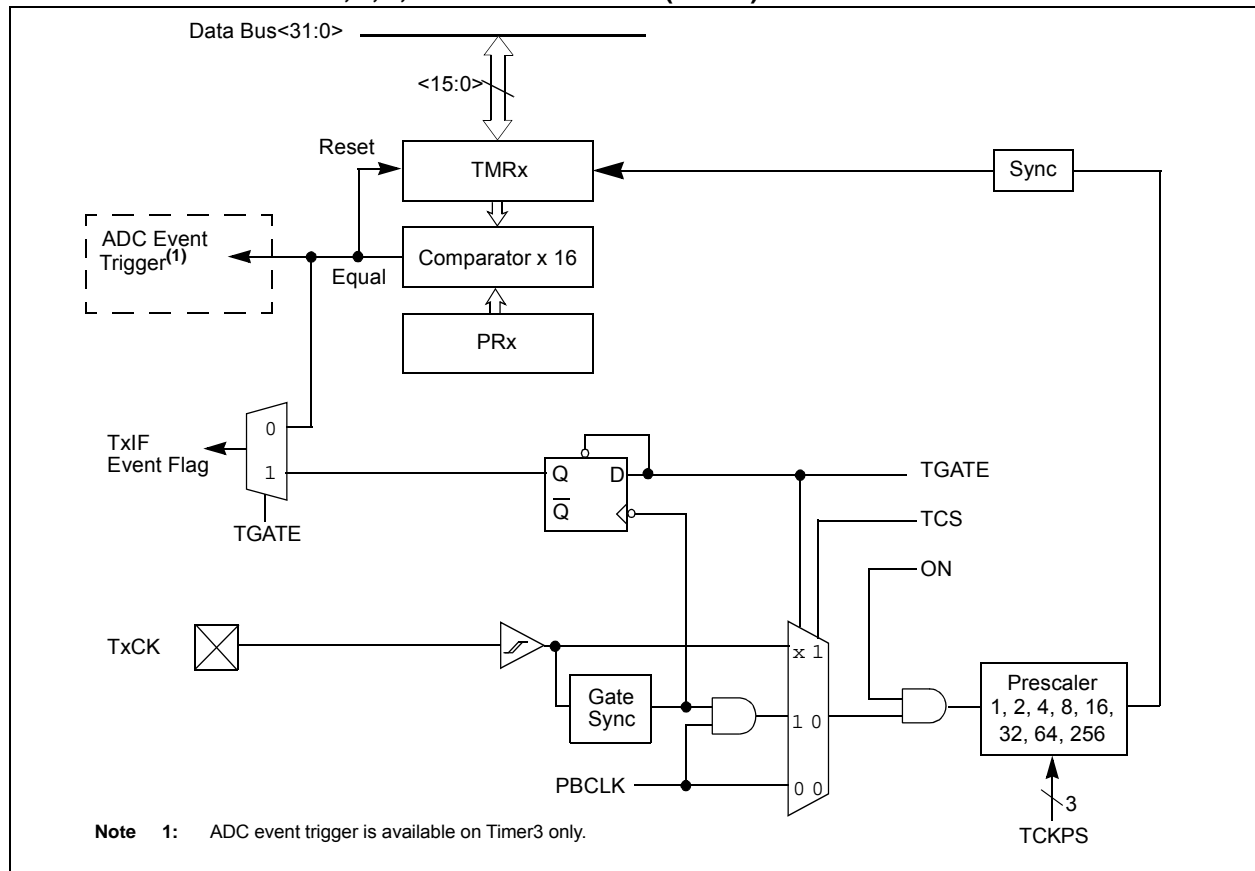 Data Bus<31:0>
<15:0>
Reset
TMRx
Sync
ADC Event
Trigger(1)
Equal
Comparator x 16
PRx
0
1
TxIF
Event Flag
TGATE
Q D
Q
TGATE
TCS
ON
TxCK
x 1
Gate
Sync
1 0
Prescaler
1, 2, 4, 8, 16,
32, 64, 256
PBCLK
0 0
3
TCKPS
Note 1: ADC event trigger is available on Timer3 only.